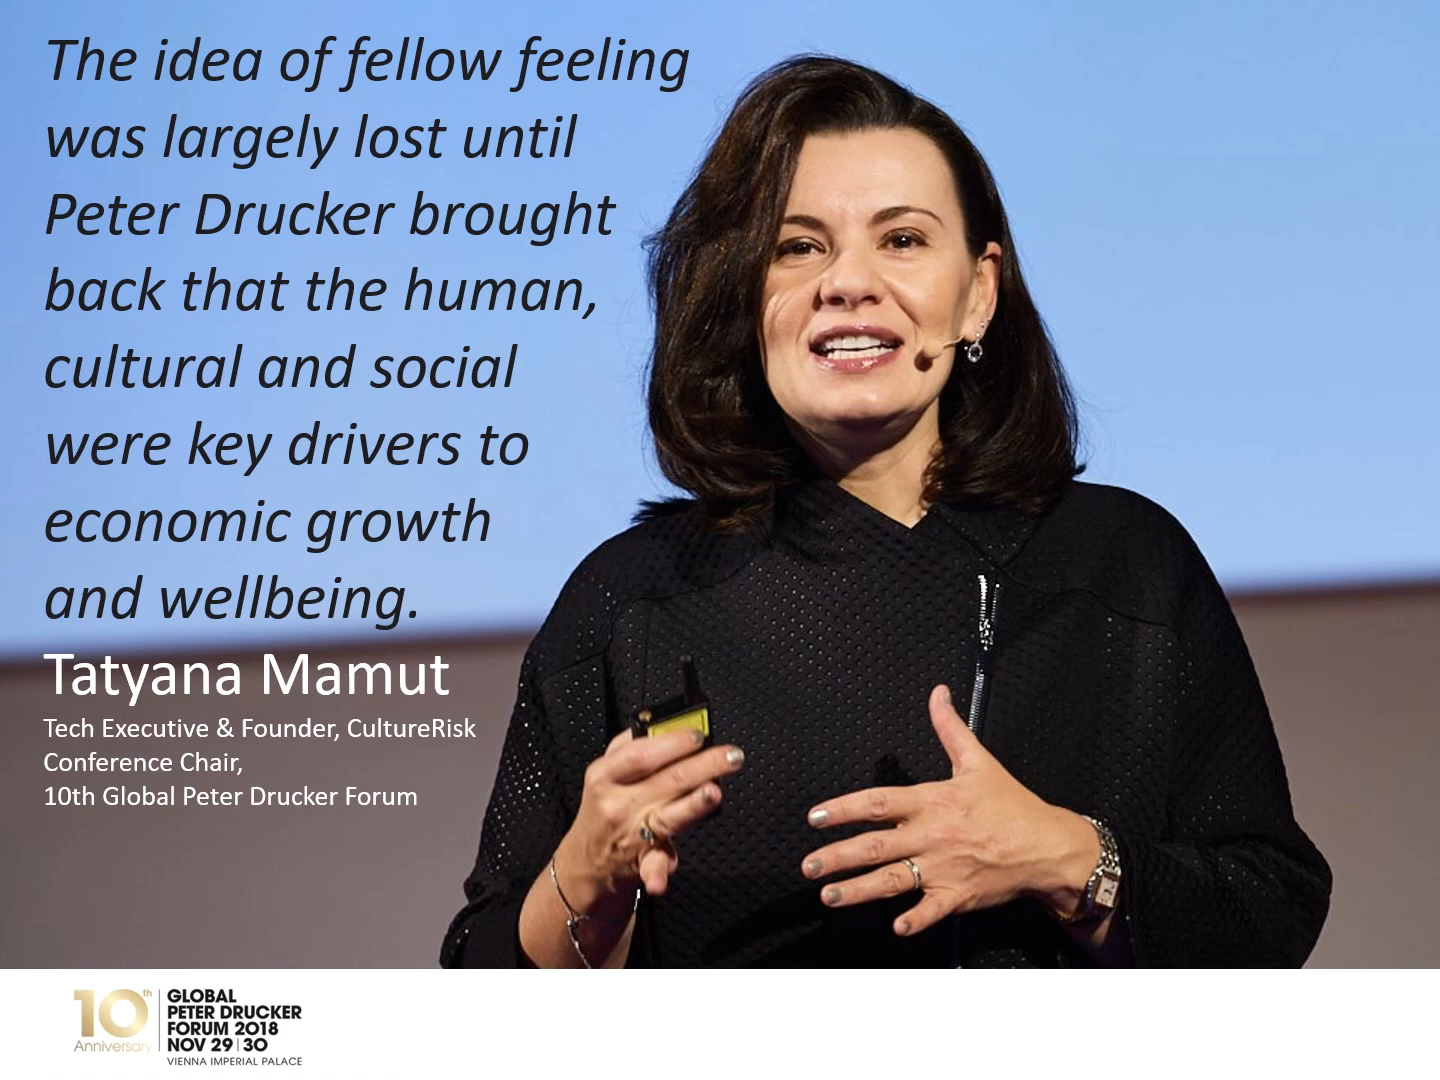 The idea of fellow feeling
was largely lost until
Peter Drucker brought
back that the human,
cultural and social
were key drivers to
economic growth
and wellbeing.
Tatyana Mamut
Tech Executive & Founder, CultureRisk
Conference Chair,
10th Global Peter Drucker Forum
10th
Anniversary
GLOBAL
PETER DRUCKER
FORUM 2018
NOV 29 | 30
VIENNA IMPERIAL PALACE